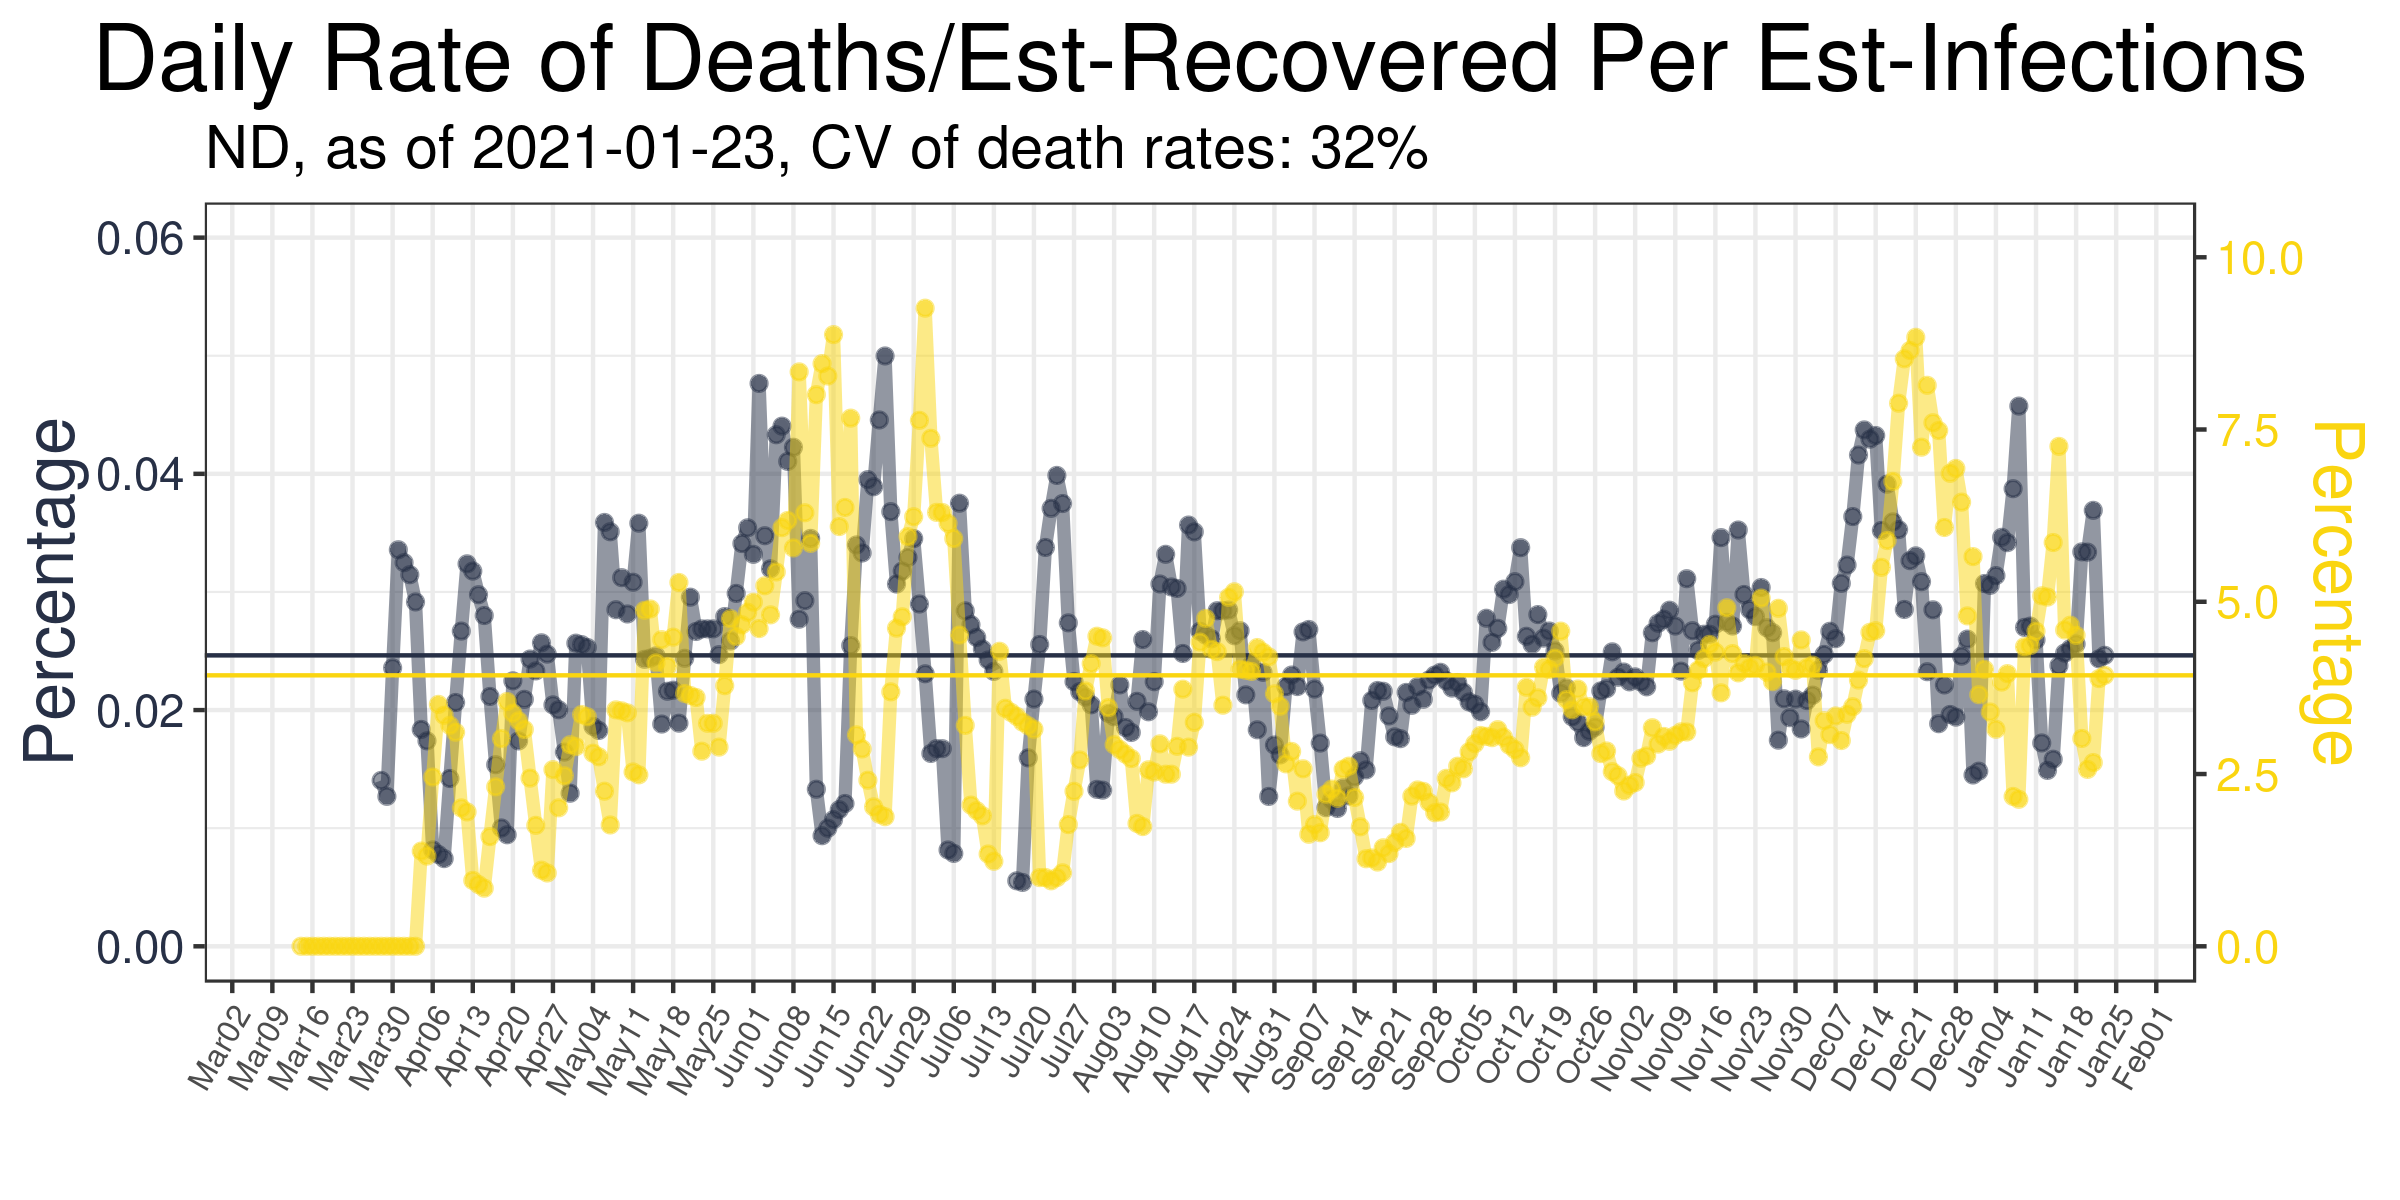 Daily Rate of Deaths/Est-Recovered Per Est-Infections
ND, as of 2021-01-23, CV of death rates: 32%
Percentage
0.06
0.04
0.02
0.00
10.0
7.5
5.0
2.5
0.0
Percentage
Mar02
Mar09
Mar16
Mar23
Mar30
Apr06
Apr13
Apr20
Apr27
May04
May11
May18
May25
Jun01
Jun08
Jun15
Jun22
Jun29
Jul06
Jul13
Jul20
Jul27
Aug03
Aug10
Aug17
Aug24
Aug31
Sep07
Sep14
Sep21
Sep28
Oct05
Oct12
Oct19
Oct26
Nov02
Nov09
Nov16
Nov23
Nov30
Dec07
Dec14
Dec21
Dec28
Jan04
Jan11
Jan18
Jan25
Feb01